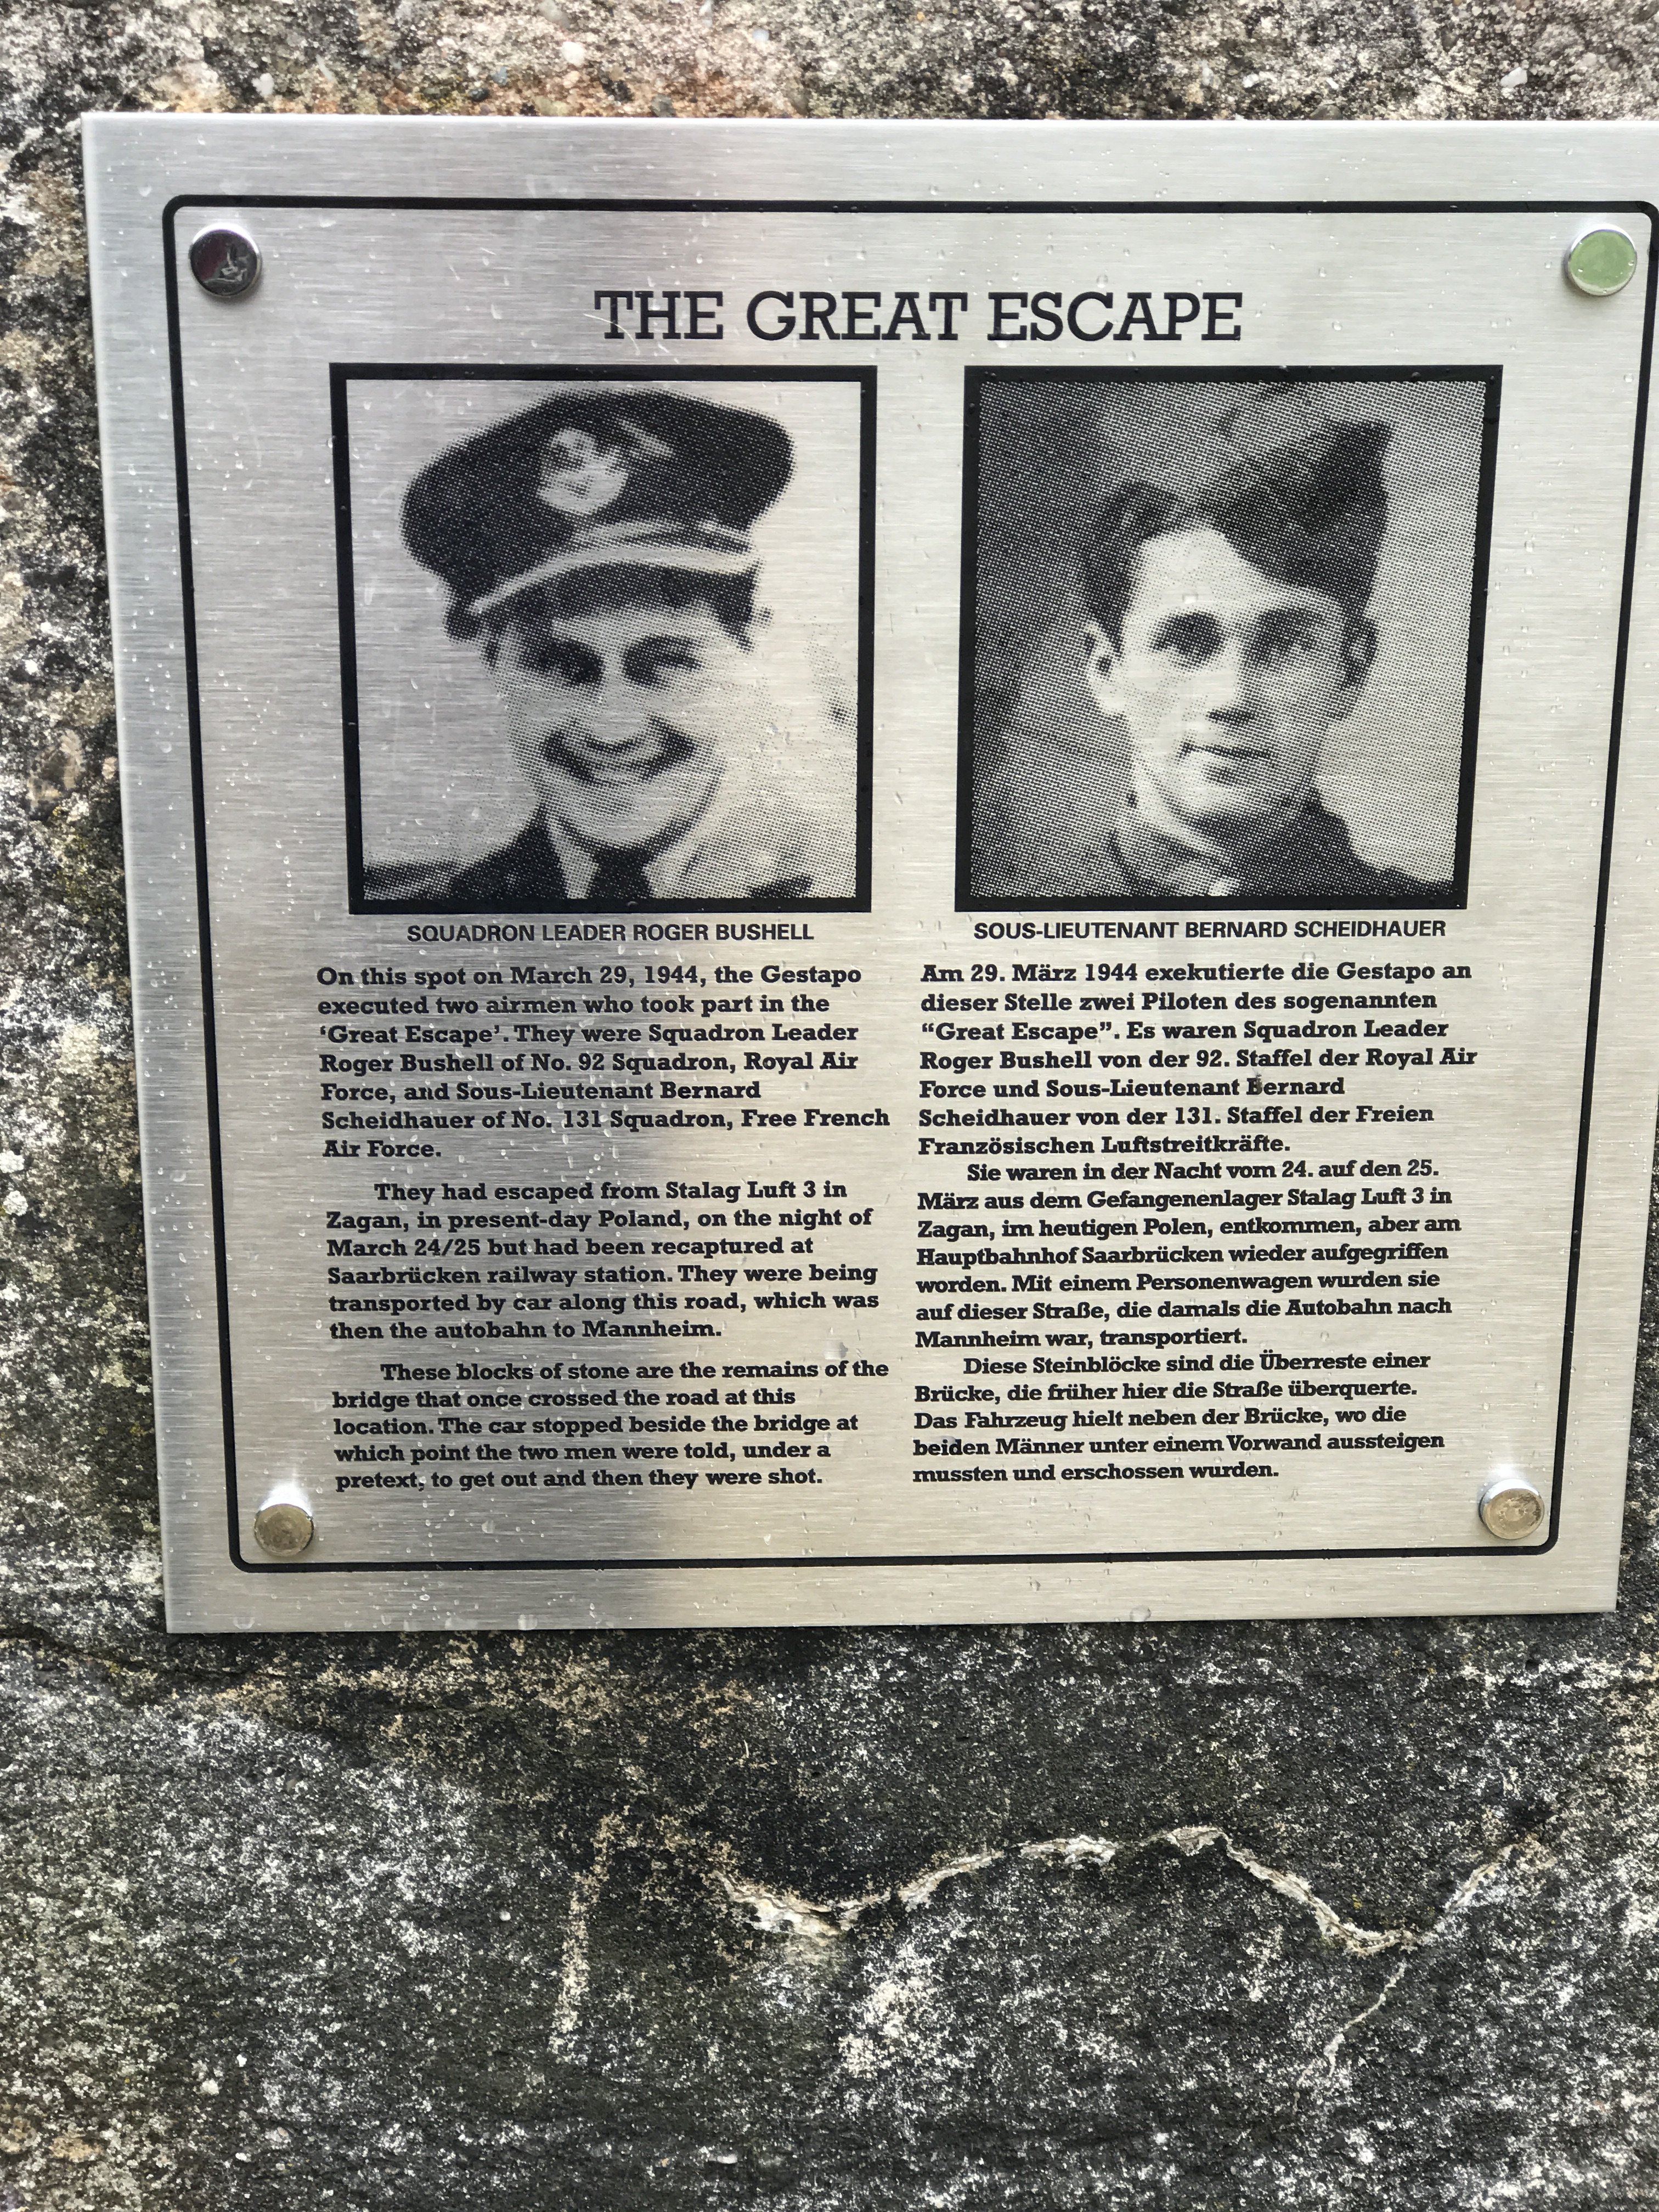 THE GREAT ESCAPE
SQUADRON LEADER ROGER BUSHELL
On this spot on March 29, 1944, the Gestapo
executed two airmen who took part in the
‘Great Escape’. They were Squadron Leader
Roger Bushell of No. 92 Squadron, Royal Air
Force, and Sous-Lieutenant Bernard
Scheidhauer of No. 131 Squadron, Free French
Air Force.
They had escaped from Stalag Luft 3 in
Zagan, in present-day Poland, on the night of
March 24/25 but had been recaptured at
Saarbrücken railway station. They were being
transported by car along this road, which was
then the autobahn to Mannheim.
These blocks of stone are the remains of the
bridge that once crossed the road at this
location. The car stopped beside the bridge at
which point the two men were told, under a
pretext, to get out and then they were shot.
SOUS-LIEUTENANT BERNARD SCHEIDHAUER
Am 29. März 1944 exekutierte die Gestapo an
dieser Stelle zwei Piloten des sogenannten
“Great Escape”. Es waren Squadron Leader
Roger Bushell von der 92. Staffel der Royal Air
Force und Sous-Lieutenant Bernard
Scheidhauer von der 131. Staffel der Freien
Französischen Luftstreitkräfte.
Sie waren in der Nacht vom 24. auf den 25.
März aus dem Gefangenenlager Stalag Luft 3 in
Zagan, im heutigen Polen, entkommen, aber am
Hauptbahnhof Saarbrücken wieder aufgegriffen
worden. Mit einem Personenwagen wurden sie
auf dieser Straße, die damals die Autobahn nach
Mannheim war, transportiert.
Diese Steinblöcke sind die Überreste einer
Brücke, die früher hier die Straße überquerte.
Das Fahrzeug hielt neben der Brücke, wo die
beiden Männer unter einem Vorwand aussteigen
mussten und erschossen wurden.